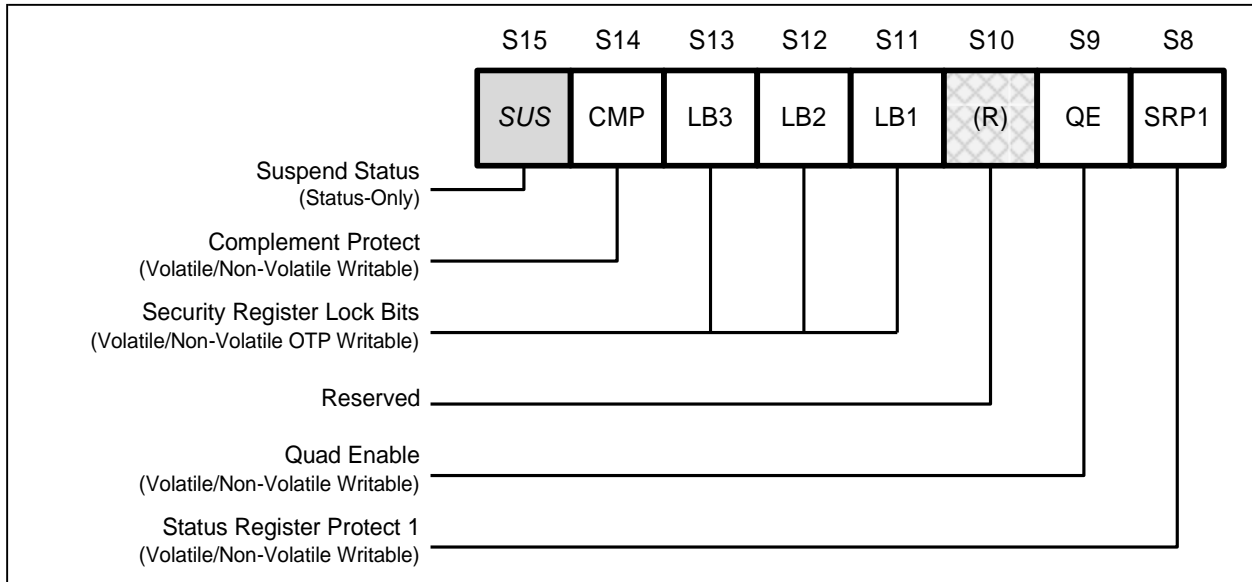 S15 S14 S13 S12 S11 S10 S9 S8
SUS CMP LB3 LB2 LB1 (R) QE SRP1
Suspend Status
(Status-Only)
Complement Protect
(Volatile/Non-Volatile Writable)
Security Register Lock Bits
(Volatile/Non-Volatile OTP Writable)
Reserved
Quad Enable
(Volatile/Non-Volatile Writable)
Status Register Protect 1
(Volatile/Non-Volatile Writable)